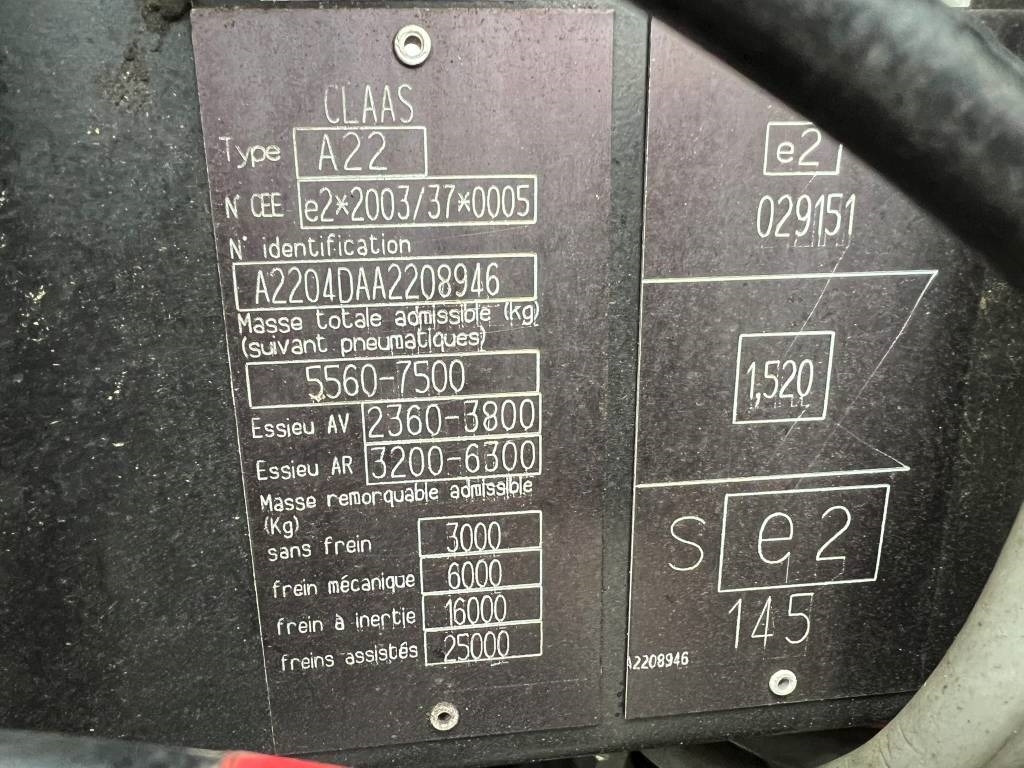 CLAAS
Type A22
N° CEE e2*2003/37*0005
N° identification
A2204DAA2208946
Masse totale admissible (kg)
(suivant pneumatiques)
5560-7500
Essieu AV 2360-3800
Essieu AR 3200-6300
Masse remorquable admissible
(Kg)
sans frein 3000
frein mécanique 6000
frein à inertie 16000
freins assistés 25000
e2
029151
1,520
S e2
145
A2208946